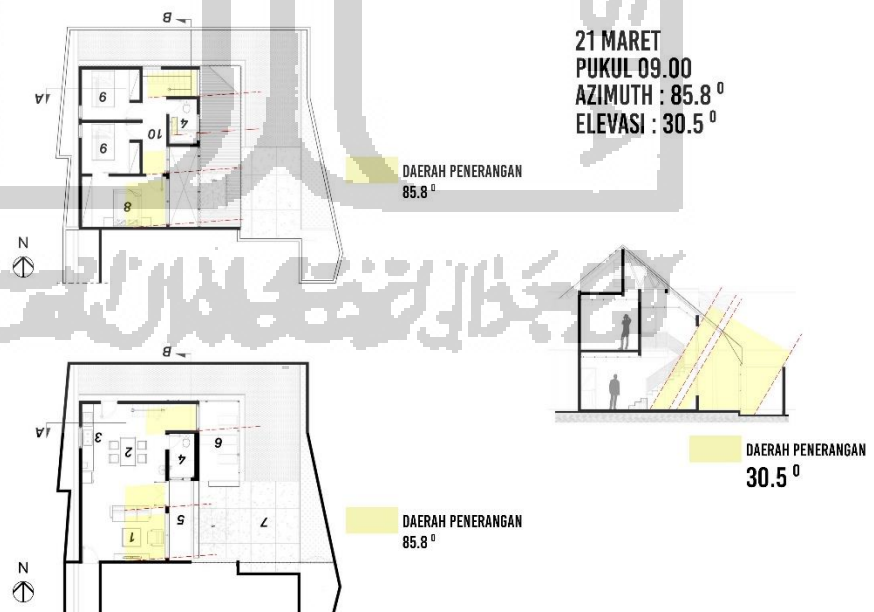 21 MARET
PUKUL 09.00
AZIMUTH : 85.8 ⁰
ELEVASI : 30.5 ⁰
B
A
9
4
10
9
8
N
DAERAH PENERANGAN
85.8 ⁰
B
A
3
2
4
6
1
5
7
N
DAERAH PENERANGAN
85.8 ⁰
DAERAH PENERANGAN
30.5 ⁰